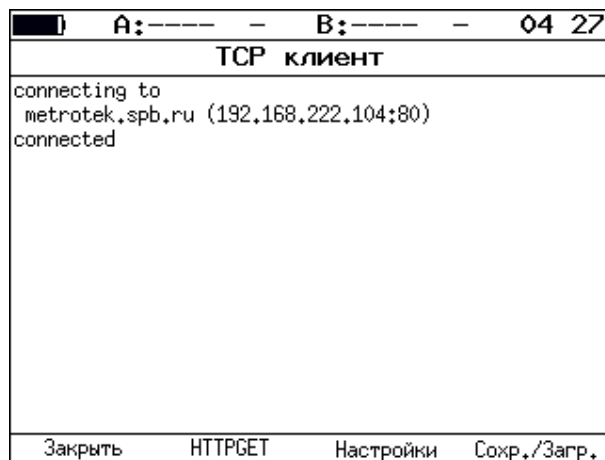 A:---- - B:---- - 04 27
TCP клиент
connecting to
metrotek.spb.ru (192.168.222.104:80)
connected
Закрыть HTTPGET Настройки Сохр./Загр.